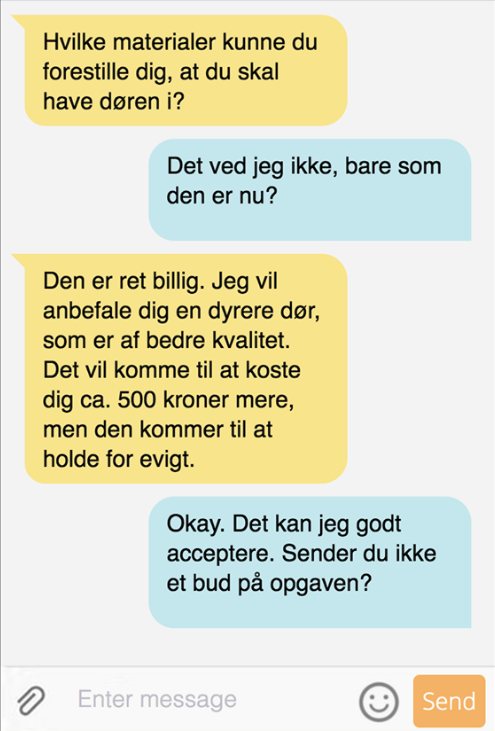 Hvilke materialer kunne du
forestille dig, at du skal
have døren i?
Det ved jeg ikke, bare som
den er nu?
Den er ret billig. Jeg vil
anbefale dig en dyrere dør,
som er af bedre kvalitet.
Det vil komme til at koste
dig ca. 500 kroner mere,
men den kommer til at
holde for evigt.
Okay. Det kan jeg godt
acceptere. Sender du ikke
et bud på opgaven?
Enter message
Send